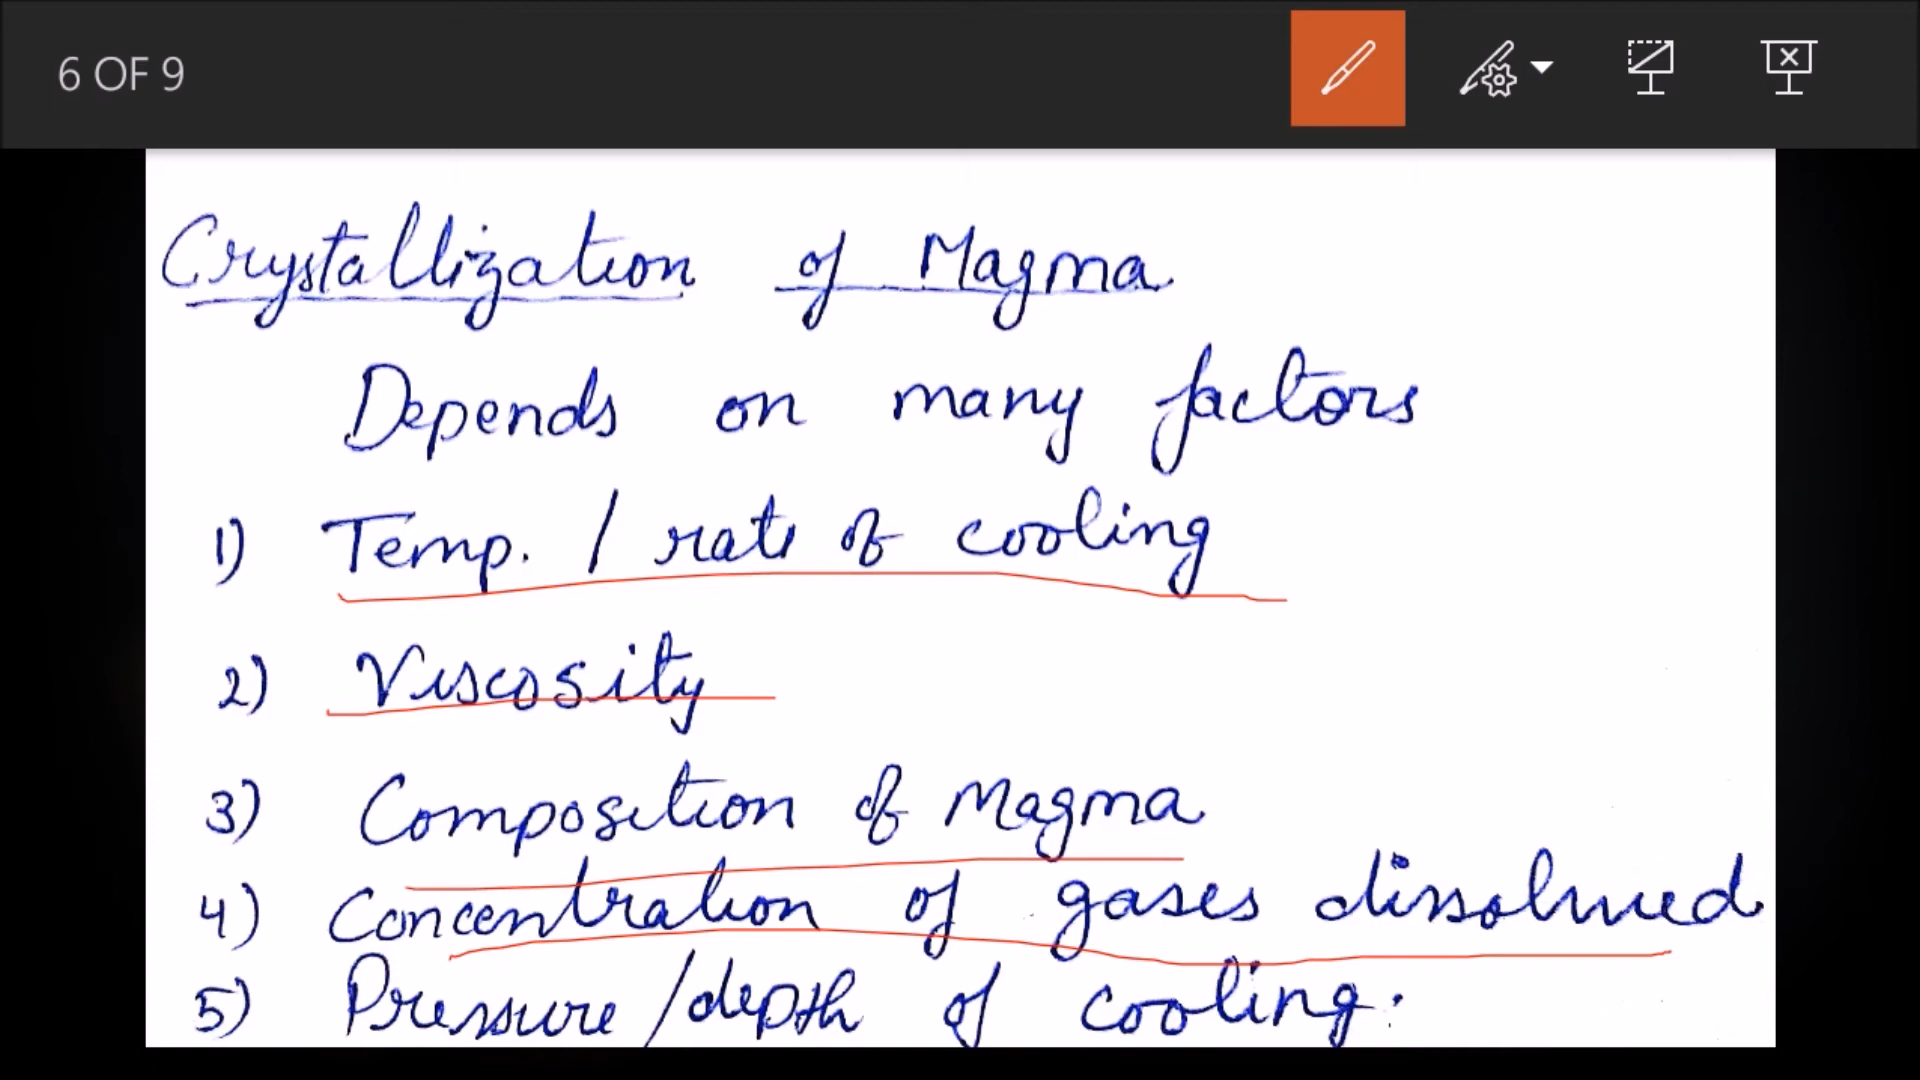 6 OF 9
Crystallization of Magma
Depends on many factors
1) Temp. / rate of cooling
2) Viscosity
3) Composition of Magma
4) Concentration of gases dissolved
5) Pressure / depth of cooling.